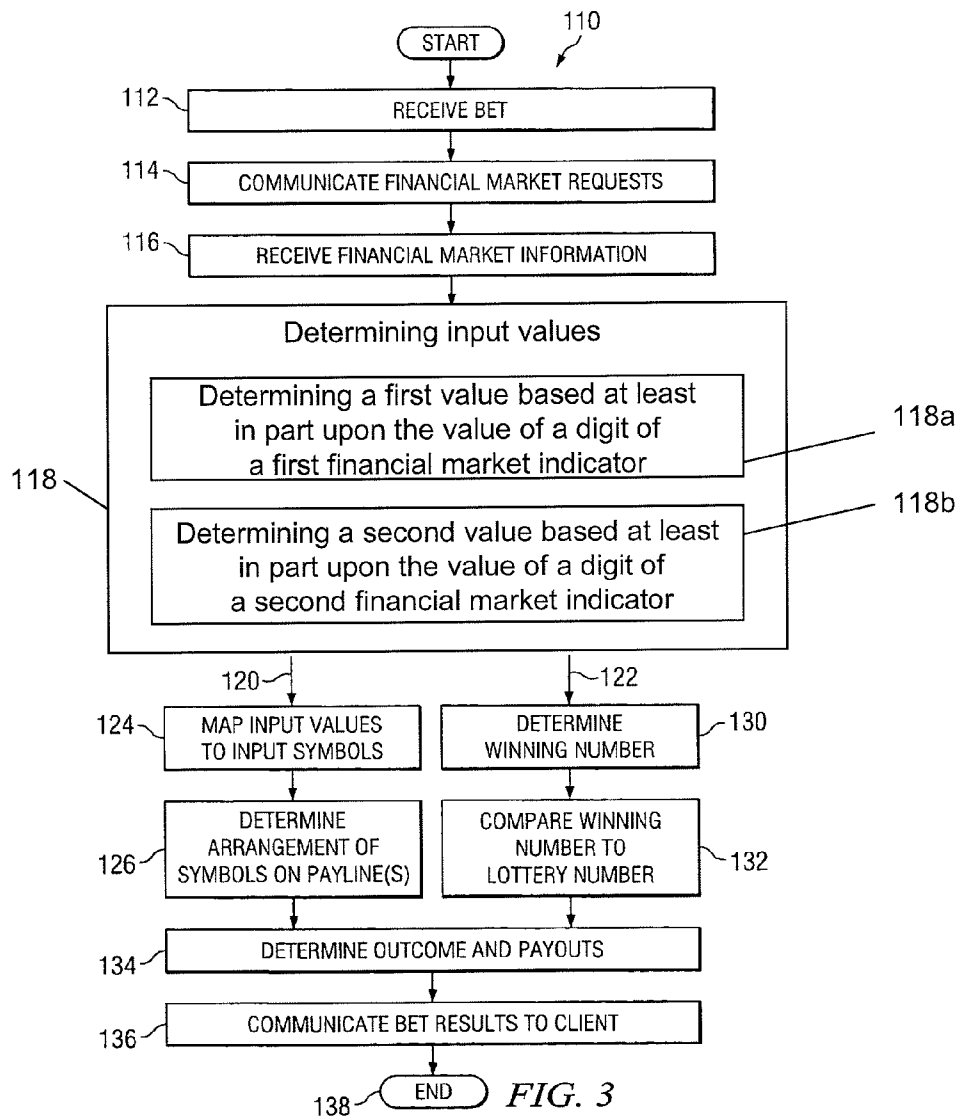 110
START
112
RECEIVE BET
114
COMMUNICATE FINANCIAL MARKET REQUESTS
116
RECEIVE FINANCIAL MARKET INFORMATION
118
Determining input values
Determining a first value based at least
in part upon the value of a digit of
a first financial market indicator
118a
Determining a second value based at least
in part upon the value of a digit of
a second financial market indicator
118b
120
122
124
MAP INPUT VALUES
TO INPUT SYMBOLS
DETERMINE
WINNING NUMBER
130
126
DETERMINE
ARRANGEMENT OF
SYMBOLS ON PAYLINE(S)
COMPARE WINNING
NUMBER TO
LOTTERY NUMBER
132
134
DETERMINE OUTCOME AND PAYOUTS
136
COMMUNICATE BET RESULTS TO CLIENT
138
END
FIG. 3